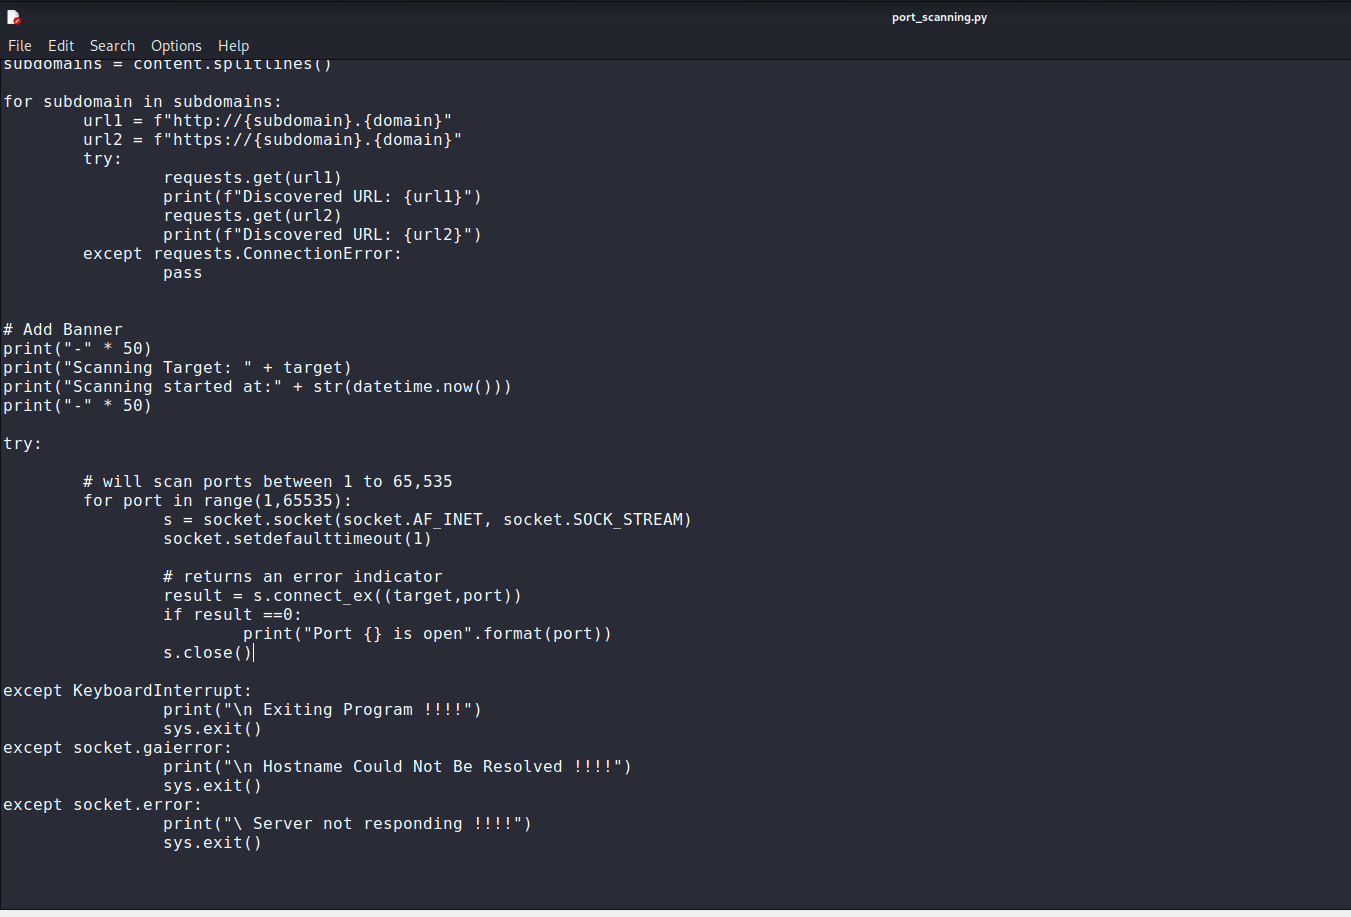 port_scanning.py
File Edit Search Options Help
subdomains = content.splitlines()
for subdomain in subdomains:
url1 = f"http://{subdomain}.{domain}"
url2 = f"https://{subdomain}.{domain}"
try:
requests.get(url1)
print(f"Discovered URL: {url1}")
requests.get(url2)
print(f"Discovered URL: {url2}")
except requests.ConnectionError:
pass
# Add Banner
print("-" * 50)
print("Scanning Target: " + target)
print("Scanning started at:" + str(datetime.now()))
print("-" * 50)
try:
# will scan ports between 1 to 65,535
for port in range(1,65535):
s = socket.socket(socket.AF_INET, socket.SOCK_STREAM)
socket.setdefaulttimeout(1)
# returns an error indicator
result = s.connect_ex((target,port))
if result ==0:
print("Port {} is open".format(port))
s.close()
except KeyboardInterrupt:
print("\n Exiting Program !!!!")
sys.exit()
except socket.gaierror:
print("\n Hostname Could Not Be Resolved !!!!")
sys.exit()
except socket.error:
print("\ Server not responding !!!!")
sys.exit()